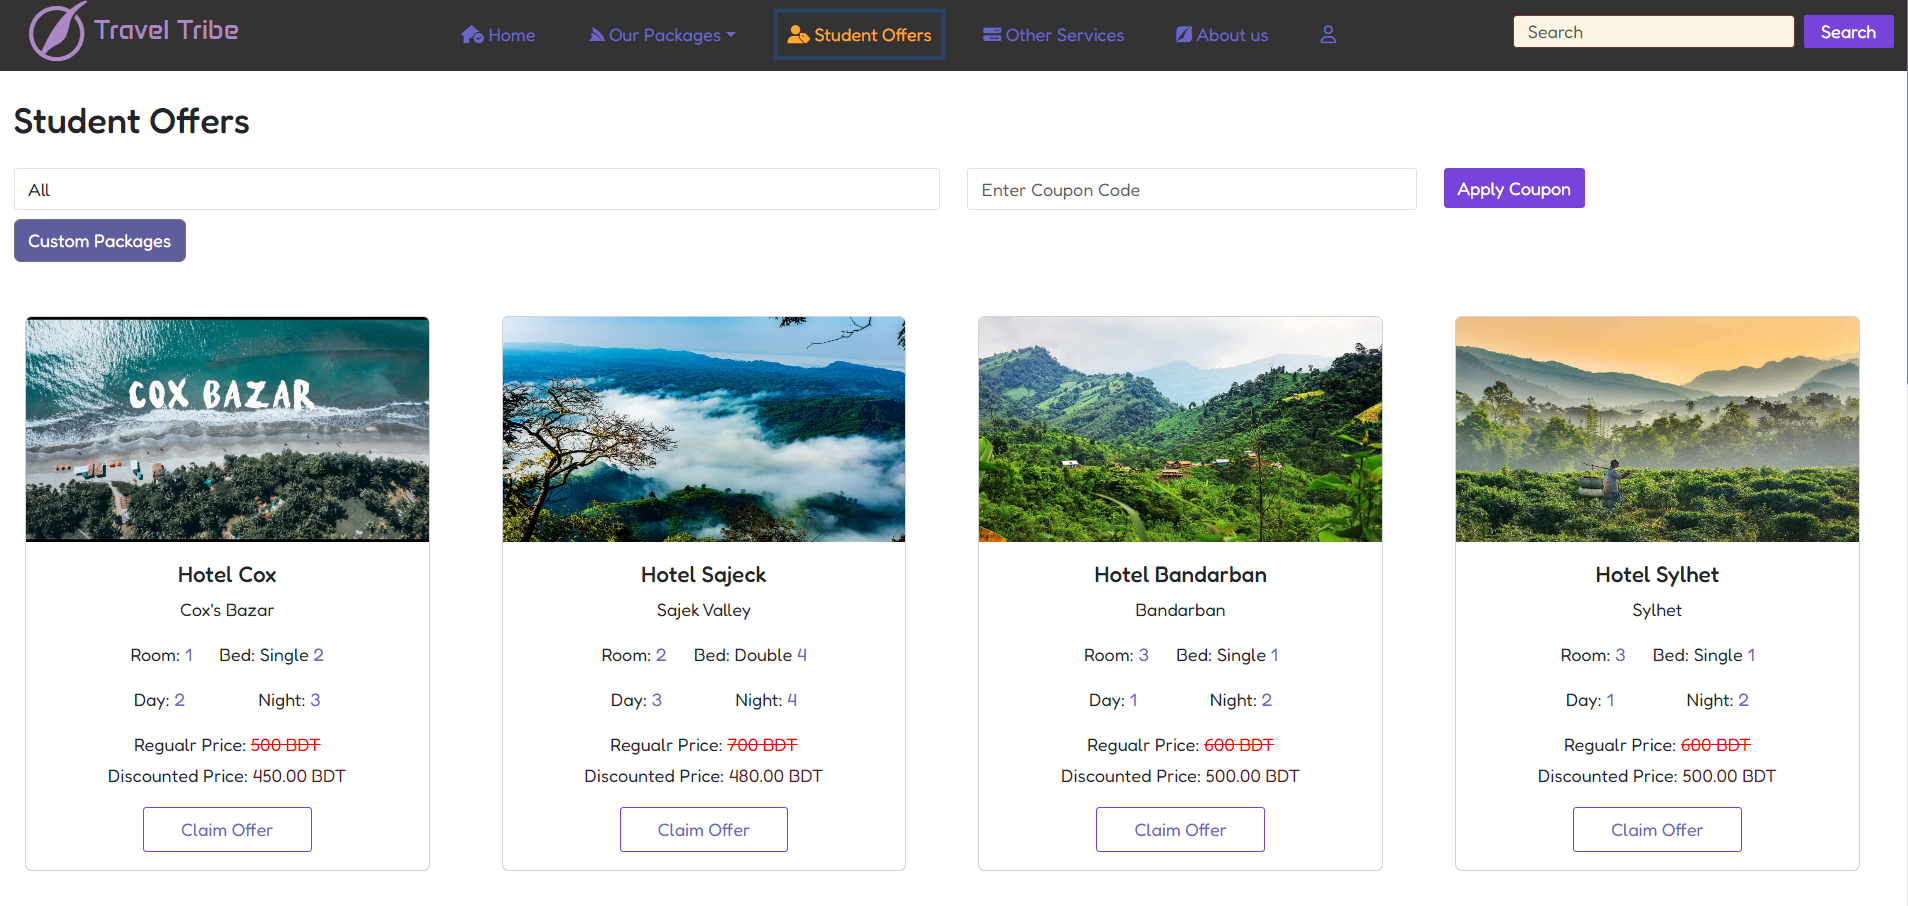 Travel Tribe
Home
Our Packages
Student Offers
Other Services
About us
Search
Search
Student Offers
All
Enter Coupon Code
Apply Coupon
Custom Packages
COX BAZAR
Hotel Cox
Cox's Bazar
Room: 1 Bed: Single 2
Day: 2 Night: 3
Regualr Price: 500 BDT
Discounted Price: 450.00 BDT
Claim Offer
Hotel Sajeck
Sajek Valley
Room: 2 Bed: Double 4
Day: 3 Night: 4
Regualr Price: 700 BDT
Discounted Price: 480.00 BDT
Claim Offer
Hotel Bandarban
Bandarban
Room: 3 Bed: Single 1
Day: 1 Night: 2
Regualr Price: 600 BDT
Discounted Price: 500.00 BDT
Claim Offer
Hotel Sylhet
Sylhet
Room: 3 Bed: Single 1
Day: 1 Night: 2
Regualr Price: 600 BDT
Discounted Price: 500.00 BDT
Claim Offer